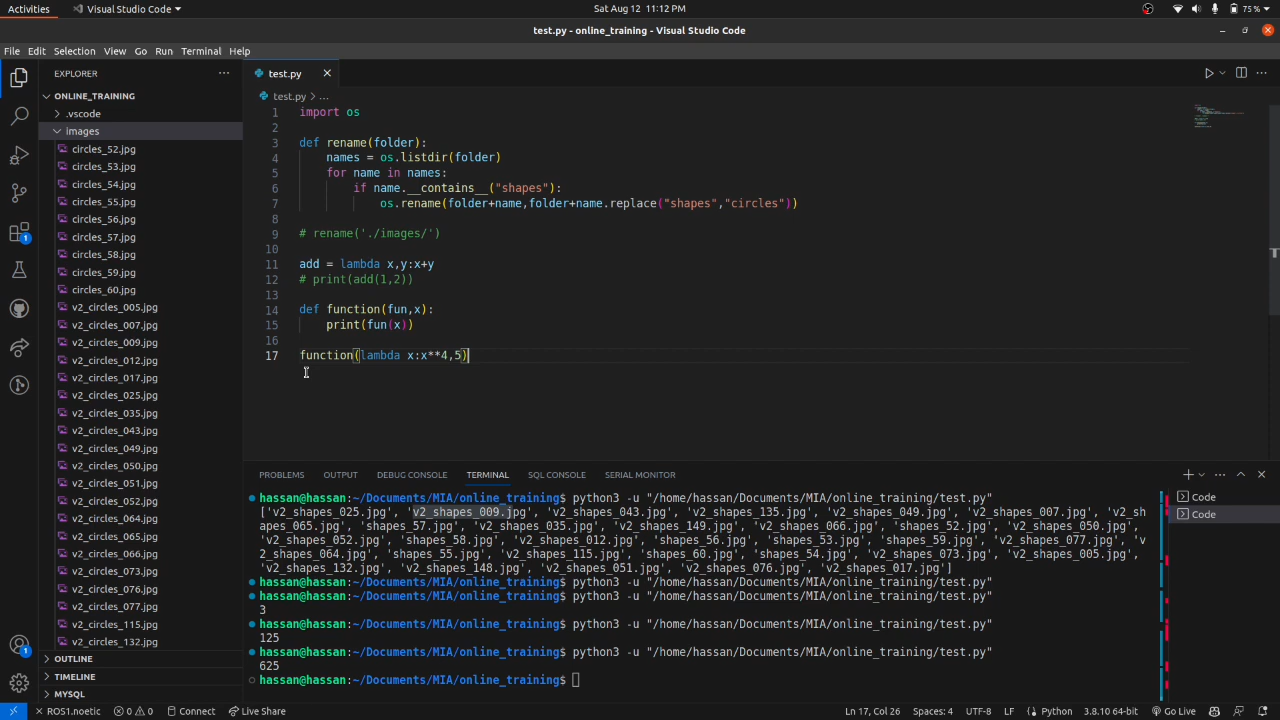 Activities
Visual Studio Code
Sat Aug 12 11:12 PM
75 %
test.py - online_training - Visual Studio Code
File Edit Selection View Go Run Terminal Help
EXPLORER
ONLINE_TRAINING
.vscode
images
circles_52.jpg
circles_53.jpg
circles_54.jpg
circles_55.jpg
circles_56.jpg
circles_57.jpg
circles_58.jpg
circles_59.jpg
circles_60.jpg
v2_circles_005.jpg
v2_circles_007.jpg
v2_circles_009.jpg
v2_circles_012.jpg
v2_circles_017.jpg
v2_circles_025.jpg
v2_circles_035.jpg
v2_circles_043.jpg
v2_circles_049.jpg
v2_circles_050.jpg
v2_circles_051.jpg
v2_circles_052.jpg
v2_circles_064.jpg
v2_circles_065.jpg
v2_circles_066.jpg
v2_circles_073.jpg
v2_circles_076.jpg
v2_circles_077.jpg
v2_circles_115.jpg
v2_circles_132.jpg
OUTLINE
TIMELINE
MYSQL
1
1
test.py
test.py > ...
1 import os
2
3 def rename(folder):
4 names = os.listdir(folder)
5 for name in names:
6 if name.__contains__("shapes"):
7 os.rename(folder+name,folder+name.replace("shapes","circles"))
8
9 # rename('./images/')
10
11 add = lambda x,y:x+y
12 # print(add(1,2))
13
14 def function(fun,x):
15 print(fun(x))
16
17 function(lambda x:x**4,5)
PROBLEMS OUTPUT DEBUG CONSOLE TERMINAL SQL CONSOLE SERIAL MONITOR
Code
Code
hassan@hassan:~/Documents/MIA/online_training$ python3 -u "/home/hassan/Documents/MIA/online_training/test.py"
['v2_shapes_025.jpg', 'v2_shapes_009.jpg', 'v2_shapes_043.jpg', 'v2_shapes_135.jpg', 'v2_shapes_049.jpg', 'v2_shapes_007.jpg', 'v2_sh
apes_065.jpg', 'shapes_57.jpg', 'v2_shapes_035.jpg', 'v2_shapes_149.jpg', 'v2_shapes_066.jpg', 'shapes_52.jpg', 'v2_shapes_050.jpg',
'v2_shapes_052.jpg', 'shapes_58.jpg', 'v2_shapes_012.jpg', 'shapes_56.jpg', 'shapes_53.jpg', 'shapes_59.jpg', 'v2_shapes_077.jpg', 'v
2_shapes_064.jpg', 'shapes_55.jpg', 'v2_shapes_115.jpg', 'shapes_60.jpg', 'shapes_54.jpg', 'v2_shapes_073.jpg', 'v2_shapes_005.jpg',
'v2_shapes_132.jpg', 'v2_shapes_148.jpg', 'v2_shapes_051.jpg', 'v2_shapes_076.jpg', 'v2_shapes_017.jpg']
hassan@hassan:~/Documents/MIA/online_training$ python3 -u "/home/hassan/Documents/MIA/online_training/test.py"
hassan@hassan:~/Documents/MIA/online_training$ python3 -u "/home/hassan/Documents/MIA/online_training/test.py"
3
hassan@hassan:~/Documents/MIA/online_training$ python3 -u "/home/hassan/Documents/MIA/online_training/test.py"
125
hassan@hassan:~/Documents/MIA/online_training$ python3 -u "/home/hassan/Documents/MIA/online_training/test.py"
625
hassan@hassan:~/Documents/MIA/online_training$
ROS1.noetic 0 0 Connect Live Share Ln 17, Col 26 Spaces: 4 UTF-8 LF Python 3.8.10 64-bit Go Live